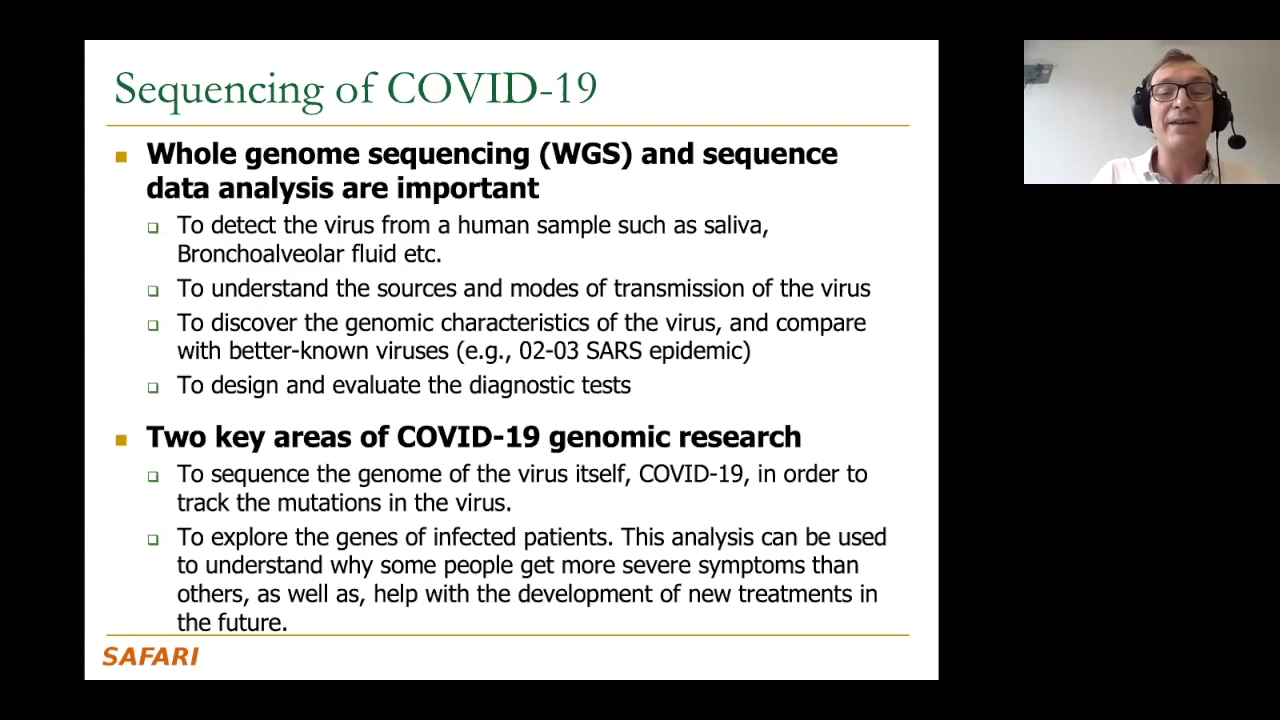 Sequencing of COVID-19
Whole genome sequencing (WGS) and sequence
data analysis are important
To detect the virus from a human sample such as saliva,
Bronchoalveolar fluid etc.
To understand the sources and modes of transmission of the virus
To discover the genomic characteristics of the virus, and compare
with better-known viruses (e.g., 02-03 SARS epidemic)
To design and evaluate the diagnostic tests
Two key areas of COVID-19 genomic research
To sequence the genome of the virus itself, COVID-19, in order to
track the mutations in the virus.
To explore the genes of infected patients. This analysis can be used
to understand why some people get more severe symptoms than
others, as well as, help with the development of new treatments in
the future.
SAFARI